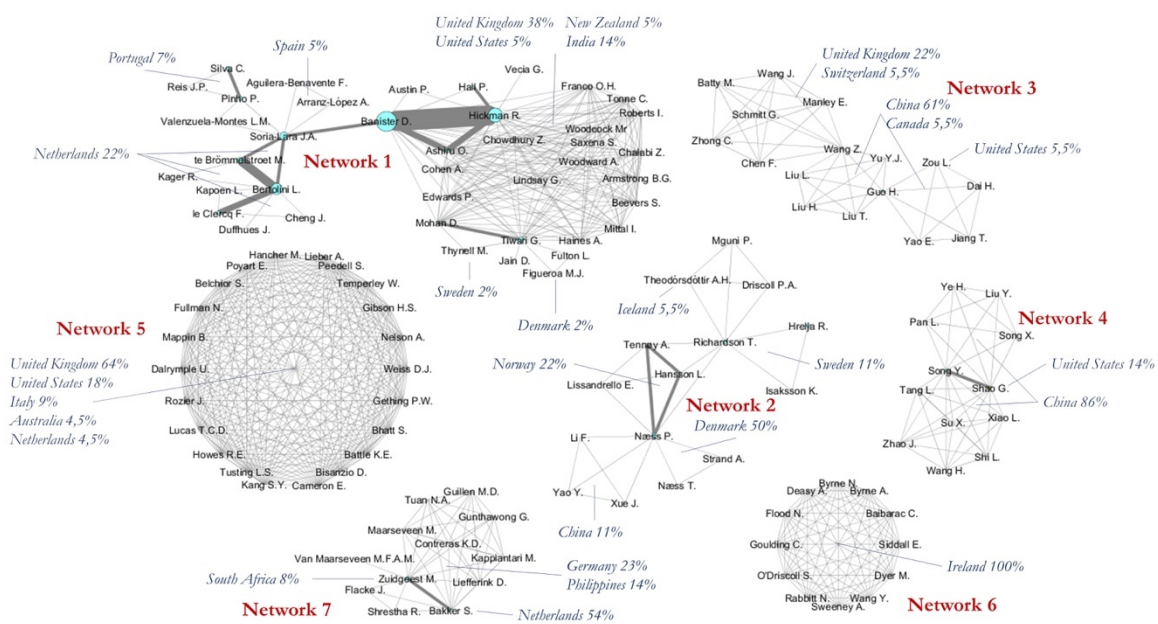 United Kingdom 38%
United States 5%
New Zealand 5%
India 14%
Portugal 7%
Spain 5%
Silva C.
Reis J.P.
Pinho P.
Aguilera-Benavente F.
Arranz-López A.
Valenzuela-Montes L.M.
Soria-Lara J.A.
Netherlands 22%
te Brömmelstroet M.
Kager R.
Kapoen L.
Bertolini L.
le Clercq F.
Cheng J.
Duffhues J.
Network 1
Austin P.
Banister D.
Hall P.
Vecia G.
Hickman R.
Ashiru O.
Chowdhury Z.
Cohen A.
Franco O.H.
Tonne C.
Roberts I.
Woodcock Mr
Saxena S.
Chalabi Z.
Woodward A.
Lindsay G.
Armstrong B.G.
Edwards P.
Beevers S.
Mohan D.
Mittal I.
Tiwari G.
Haines A.
Thynell M.
Jain D.
Fulton L.
Figueroa M.J.
Sweden 2%
Denmark 2%
United Kingdom 22%
Switzerland 5,5%
Network 3
Wang J.
Batty M.
Manley E.
Schmitt G.
China 61%
Canada 5,5%
Zhong C.
Chen F.
Wang Z.
Yu Y.J.
Zou L.
United States 5,5%
Liu L.
Guo H.
Dai H.
Liu H.
Liu T.
Yao E.
Jiang T.
Network 5
Hancher M.
Lieber A.
Poyart E.
Peedell S.
Belchior S.
Temperley W.
Fullman N.
Gibson H.S.
Mappin B.
Nelson A.
Dalrymple U.
Weiss D.J.
Rozier J.
Gething P.W.
Lucas T.C.D.
Bhatt S.
Howes R.E.
Battle K.E.
Tusting L.S.
Bisanzio D.
Kang S.Y.
Cameron E.
United Kingdom 64%
United States 18%
Italy 9%
Australia 4,5%
Netherlands 4,5%
Mguni P.
Theodórsdóttir A.H.
Driscoll P.A.
Iceland 5,5%
Hrelja R.
Tennøy A.
Richardson T.
Norway 22%
Hansson L.
Sweden 11%
Lissandrello E.
Isaksson K.
Network 2
Denmark 50%
Næss P.
Li F.
Strand A.
Næss T.
Yao Y.
Xue J.
China 11%
Ye H.
Liu Y.
Network 4
Pan L.
Song X.
Song Y.
United States 14%
Tang L.
Shao G.
China 86%
Su X.
Xiao L.
Zhao J.
Shi L.
Wang H.
Guillen M.D.
Tuan N.A.
Gunthawong G.
Maarseveen M.
Contreras K.D.
Van Maarseveen M.F.A.M.
Kapplantari M.
South Africa 8%
Zuidgeest M.
Liefferink D.
Germany 23%
Philippines 14%
Flacke J.
Shrestha R.
Bakker S.
Netherlands 54%
Network 7
Byrne N.
Deasy A.
Byrne A.
Flood N.
Baibarac C.
Goulding C.
Siddall E.
Ireland 100%
O'Driscoll S.
Dyer M.
Rabbitt N.
Wang Y.
Sweeney A.
Network 6